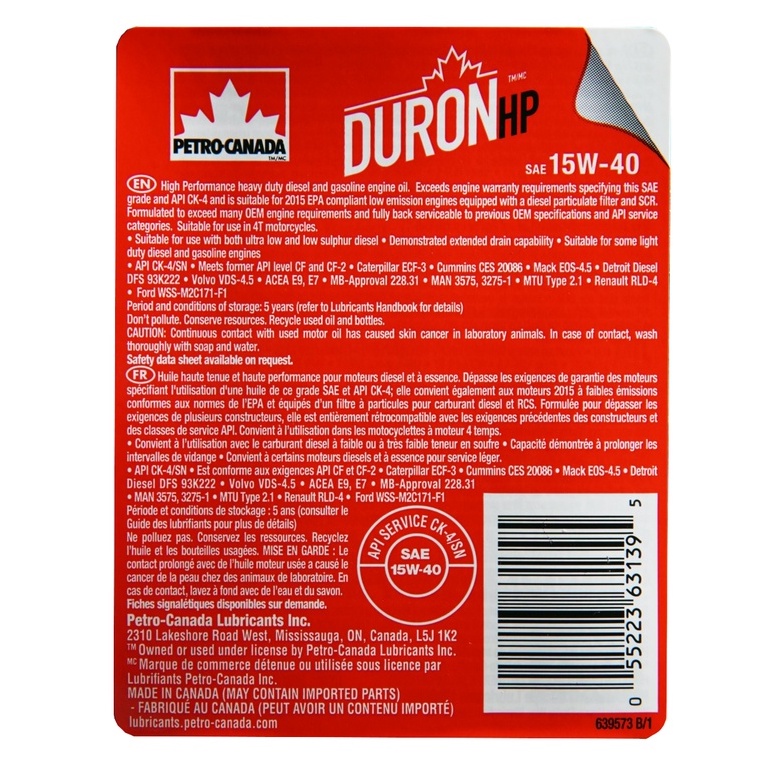 PETRO-CANADA
TM/MC
DURON HP
TM/MC
SAE 15W-40
EN High Performance heavy duty diesel and gasoline engine oil. Exceeds engine warranty requirements specifying this SAE
grade and API CK-4 and is suitable for 2015 EPA compliant low emission engines equipped with a diesel particulate filter and SCR.
Formulated to exceed many OEM engine requirements and fully back serviceable to previous OEM specifications and API service
categories. Suitable for use in 4T motorcycles.
• Suitable for use with both ultra low and low sulphur diesel • Demonstrated extended drain capability • Suitable for some light
duty diesel and gasoline engines
• API CK-4/SN • Meets former API level CF and CF-2 • Caterpillar ECF-3 • Cummins CES 20086 • Mack EOS-4.5 • Detroit Diesel
DFS 93K222 • Volvo VDS-4.5 • ACEA E9, E7 • MB-Approval 228.31 • MAN 3575, 3275-1 • MTU Type 2.1 • Renault RLD-4
• Ford WSS-M2C171-F1
Period and conditions of storage: 5 years (refer to Lubricants Handbook for details)
Don't pollute. Conserve resources. Recycle used oil and bottles.
CAUTION: Continuous contact with used motor oil has caused skin cancer in laboratory animals. In case of contact, wash
thoroughly with soap and water.
Safety data sheet available on request.
FR Huile haute tenue et haute performance pour moteurs diesel et à essence. Dépasse les exigences de garantie des moteurs
spécifiant l'utilisation d'une huile de ce grade SAE et API CK-4; elle convient également aux moteurs 2015 à faibles émissions
conformes aux normes de l'EPA et équipés d'un filtre à particules pour carburant diesel et RCS. Formulée pour dépasser les
exigences de plusieurs constructeurs, elle est entièrement rétrocompatible avec les exigences précédentes des constructeurs et
des classes de service API. Convient à l'utilisation dans les motocyclettes à moteur 4 temps.
• Convient à l'utilisation avec le carburant diesel à faible ou à très faible teneur en soufre • Capacité démontrée à prolonger les
intervalles de vidange • Convient à certains moteurs diesels et à essence pour service léger.
• API CK-4/SN • Est conforme aux exigences API CF et CF-2 • Caterpillar ECF-3 • Cummins CES 20086 • Mack EOS-4.5 • Detroit
Diesel DFS 93K222 • Volvo VDS-4.5 • ACEA E9, E7 • MB-Approval 228.31
• MAN 3575, 3275-1 • MTU Type 2.1 • Renault RLD-4 • Ford WSS-M2C171-F1
Période et conditions de stockage : 5 ans (consulter le
Guide des lubrifiants pour plus de détails)
Ne polluez pas. Conservez les ressources. Recyclez
l'huile et les bouteilles usagées. MISE EN GARDE : Le
contact prolongé avec de l'huile moteur usée a causé le
cancer de la peau chez des animaux de laboratoire. En
cas de contact, lavez à fond avec de l'eau et du savon.
Fiches signalétiques disponibles sur demande.
API SERVICE CK-4/SN
SAE
15W-40
Petro-Canada Lubricants Inc.
2310 Lakeshore Road West, Mississauga, ON, Canada, L5J 1K2
™ Owned or used under license by Petro-Canada Lubricants Inc.
MC Marque de commerce détenue ou utilisée sous licence par
Lubrifiants Petro-Canada Inc.
MADE IN CANADA (MAY CONTAIN IMPORTED PARTS)
- FABRIQUÉ AU CANADA (PEUT AVOIR UN CONTENU IMPORTÉ)
lubricants.petro-canada.com
0 55223 63139 5
639573 B/1